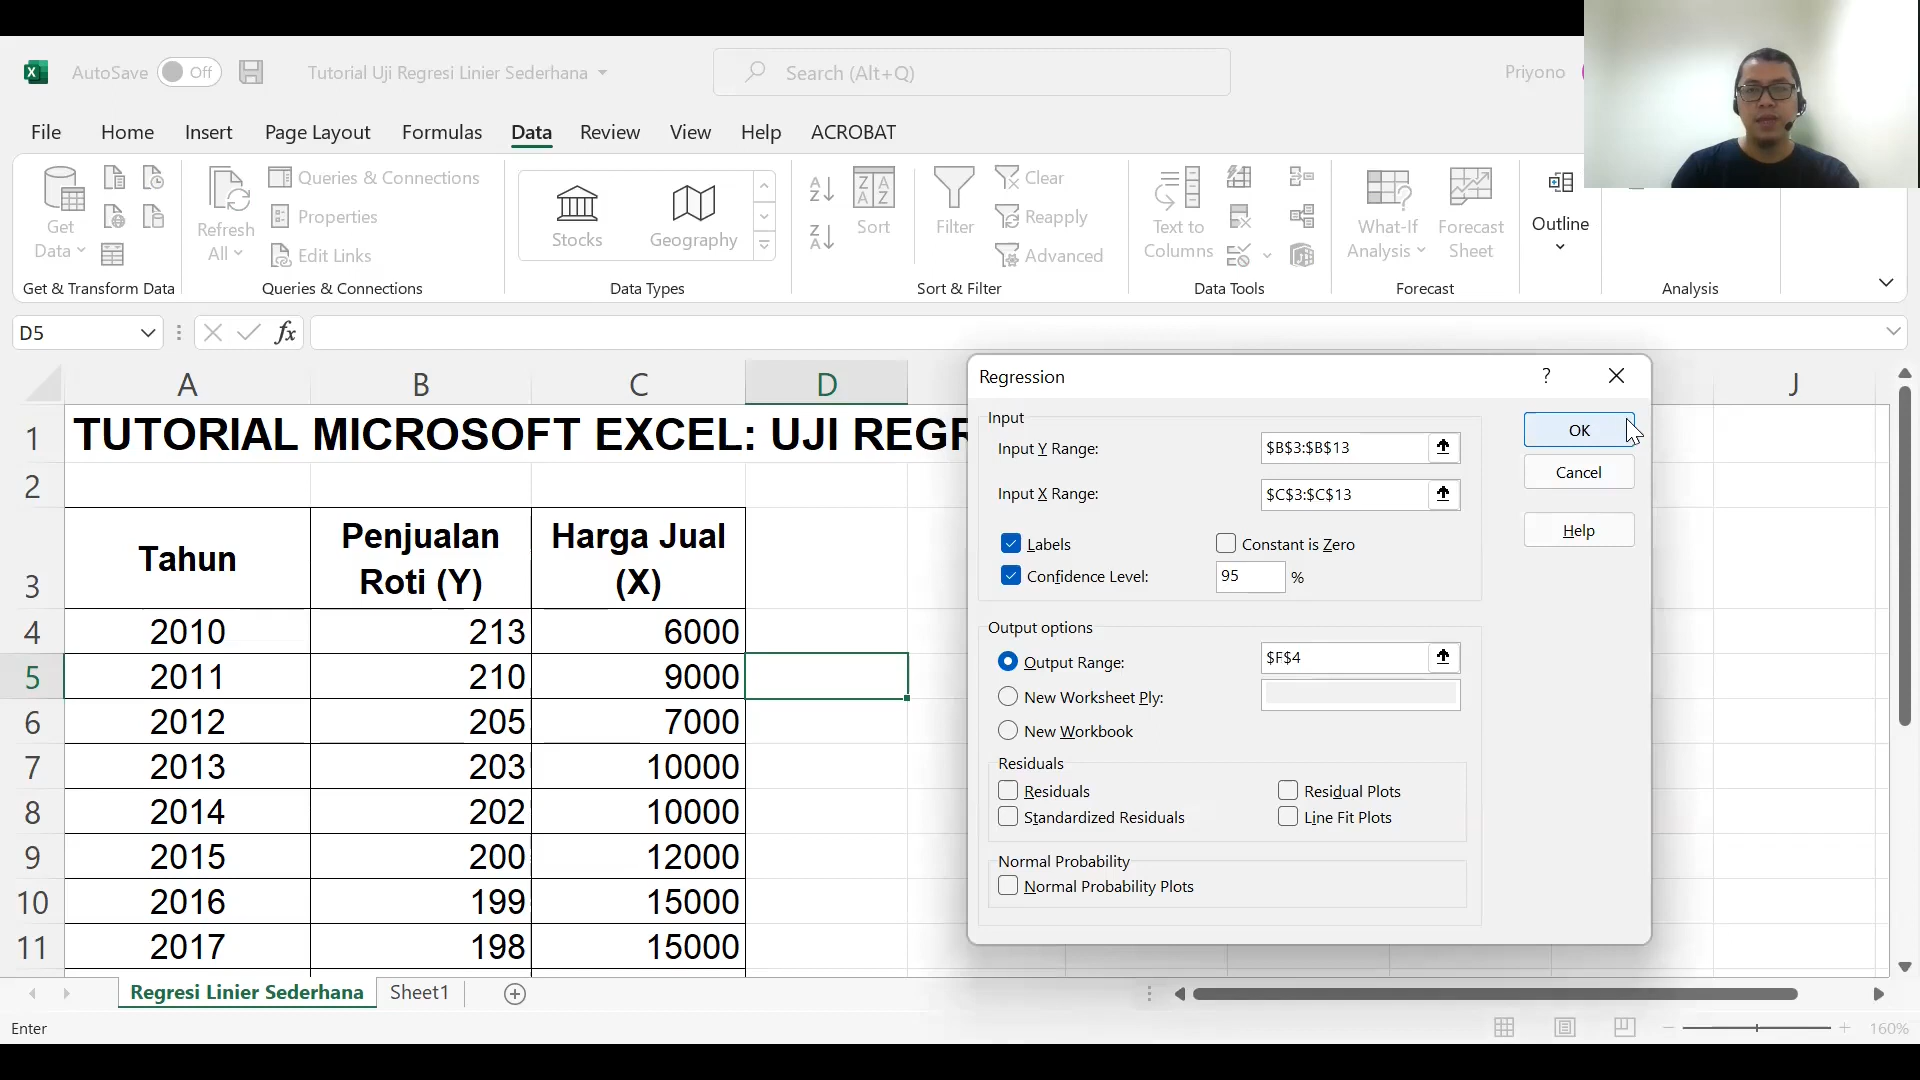 AutoSave Off Tutorial Uji Regresi Linier Sederhana Search (Alt+Q) Priyono
File Home Insert Page Layout Formulas Data Review View Help ACROBAT
Get Data
Refresh All
Queries & Connections
Properties
Edit Links
Stocks
Geography
Sort
Filter
Clear
Reapply
Advanced
Text to Columns
What-If Analysis
Forecast Sheet
Outline
Get & Transform Data Queries & Connections Data Types Sort & Filter Data Tools Forecast Analysis
D5 fx
A B C D J
1 TUTORIAL MICROSOFT EXCEL: UJI REGR
2
3 Tahun Penjualan Roti (Y) Harga Jual (X)
4 2010 213 6000
5 2011 210 9000
6 2012 205 7000
7 2013 203 10000
8 2014 202 10000
9 2015 200 12000
10 2016 199 15000
11 2017 198 15000
Regression ?
Input
Input Y Range: $B$3:$B$13
Input X Range: $C$3:$C$13
Labels Constant is Zero
Confidence Level: 95 %
OK
Cancel
Help
Output options
Output Range: $F$4
New Worksheet Ply:
New Workbook
Residuals
Residuals Residual Plots
Standardized Residuals Line Fit Plots
Normal Probability
Normal Probability Plots
Regresi Linier Sederhana Sheet1
Enter 160%